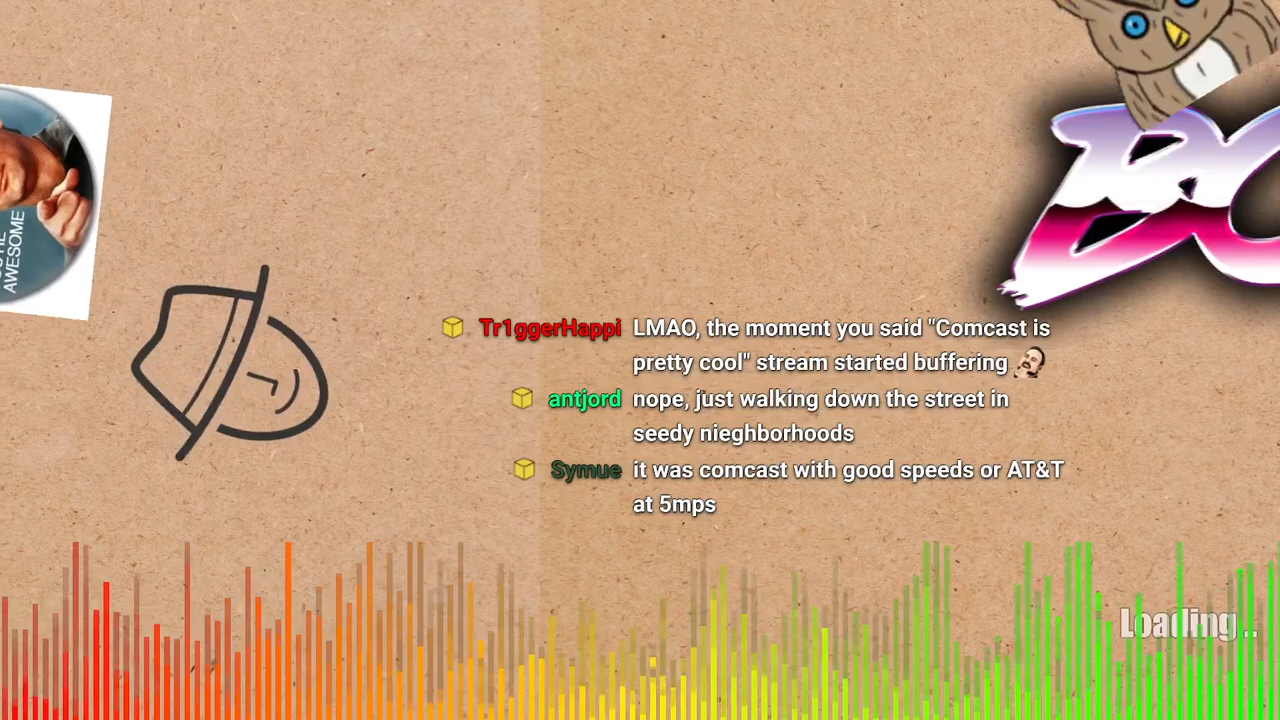 AWESOME
Tr1ggerHappi LMAO, the moment you said "Comcast is
pretty cool" stream started buffering
antjord nope, just walking down the street in
seedy nieghborhoods
Symue it was comcast with good speeds or AT&T
at 5mps
Loading..